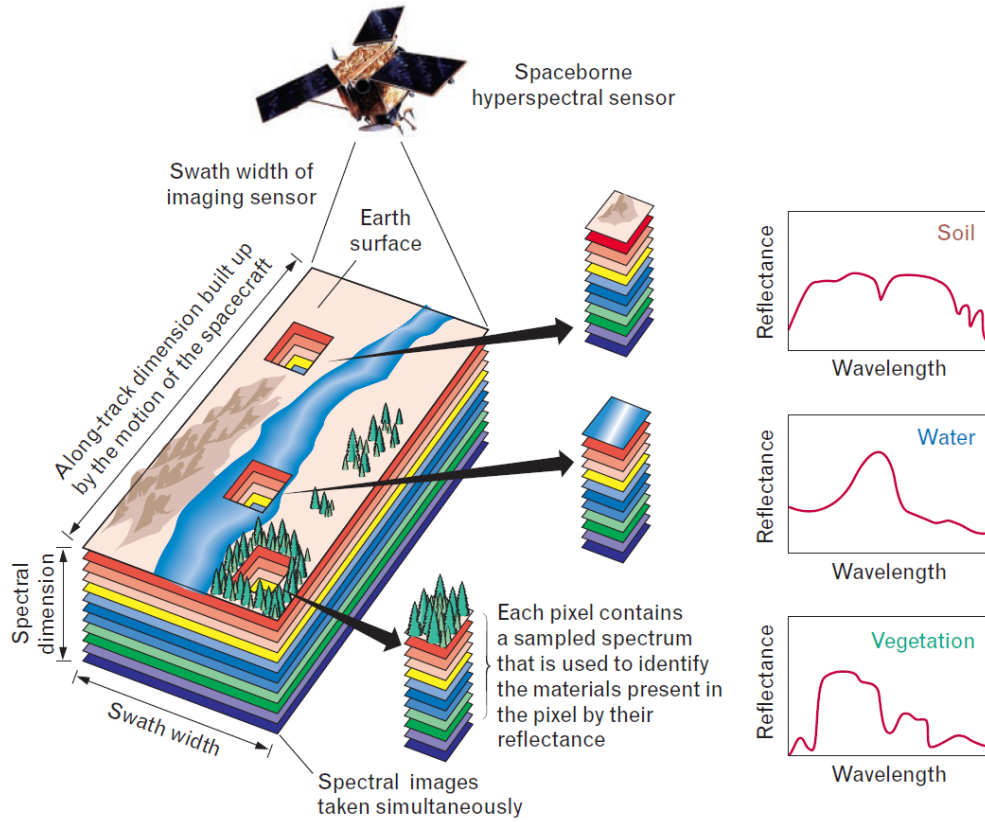 Spaceborne
hyperspectral sensor
Swath width of
imaging sensor
Earth
surface
Along-track dimension built up
by the motion of the spacecraft
Spectral
dimension
Swath width
Spectral images
taken simultaneously
Each pixel contains
a sampled spectrum
that is used to identify
the materials present in
the pixel by their
reflectance
Soil
Reflectance
Wavelength
Water
Reflectance
Wavelength
Vegetation
Reflectance
Wavelength